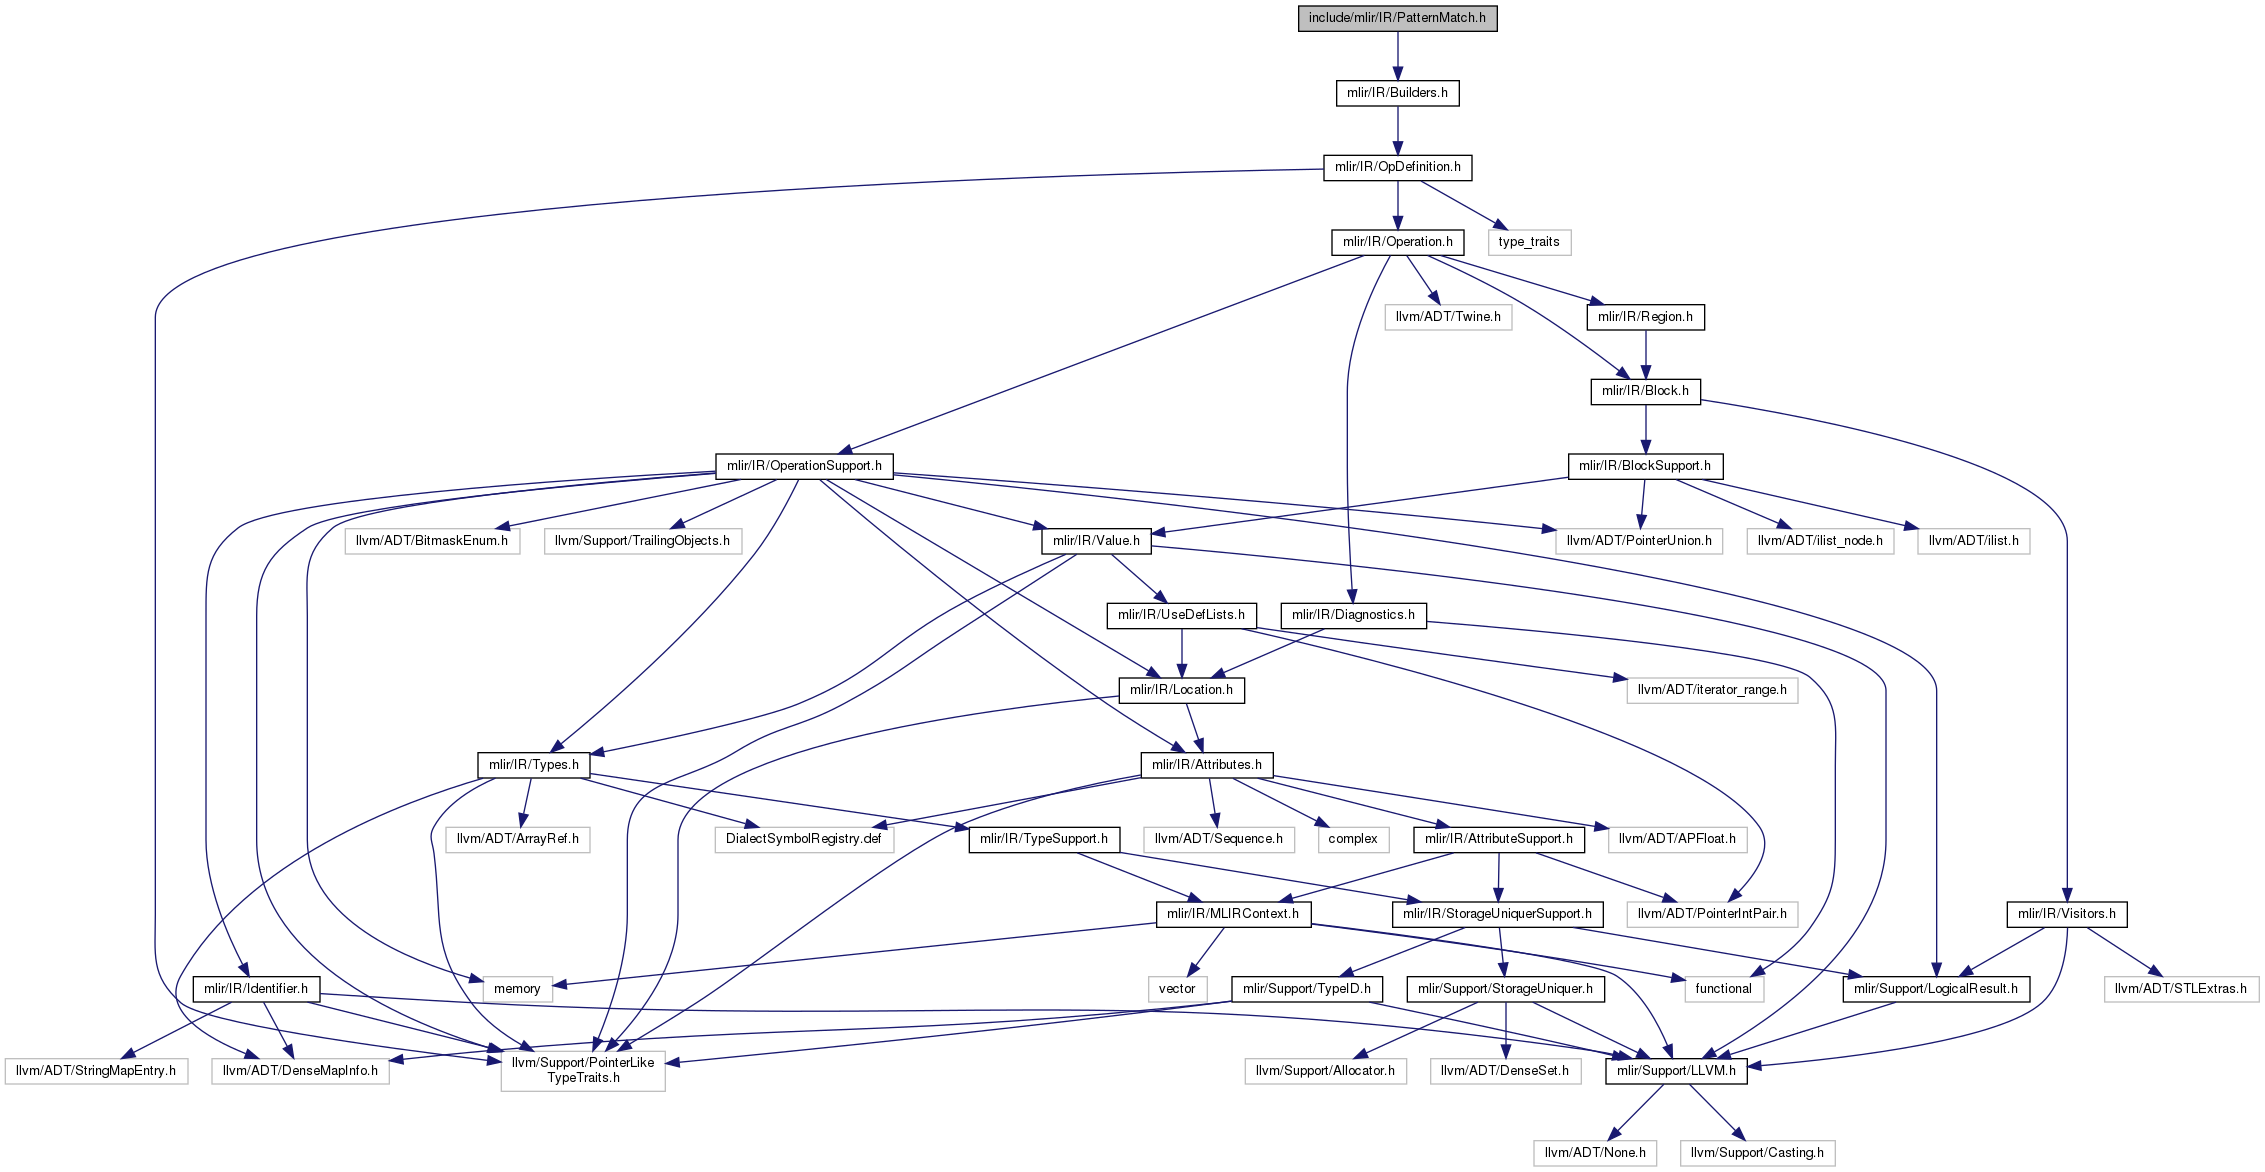 include/mlir/IR/PatternMatch.h
mlir/IR/Builders.h
mlir/IR/OpDefinition.h
mlir/IR/Operation.h
type_traits
llvm/ADT/Twine.h
mlir/IR/Region.h
mlir/IR/Block.h
mlir/IR/OperationSupport.h
mlir/IR/BlockSupport.h
llvm/ADT/BitmaskEnum.h
llvm/Support/TrailingObjects.h
mlir/IR/Value.h
llvm/ADT/PointerUnion.h
llvm/ADT/ilist_node.h
llvm/ADT/ilist.h
mlir/IR/UseDefLists.h
mlir/IR/Diagnostics.h
mlir/IR/Location.h
llvm/ADT/iterator_range.h
mlir/IR/Types.h
mlir/IR/Attributes.h
llvm/ADT/ArrayRef.h
DialectSymbolRegistry.def
mlir/IR/TypeSupport.h
llvm/ADT/Sequence.h
complex
mlir/IR/AttributeSupport.h
llvm/ADT/APFloat.h
mlir/IR/MLIRContext.h
mlir/IR/StorageUniquerSupport.h
llvm/ADT/PointerIntPair.h
mlir/IR/Visitors.h
mlir/IR/Identifier.h
memory
vector
mlir/Support/TypeID.h
mlir/Support/StorageUniquer.h
functional
mlir/Support/LogicalResult.h
llvm/ADT/STLExtras.h
llvm/ADT/StringMapEntry.h
llvm/ADT/DenseMapInfo.h
llvm/Support/PointerLike
TypeTraits.h
llvm/Support/Allocator.h
llvm/ADT/DenseSet.h
mlir/Support/LLVM.h
llvm/ADT/None.h
llvm/Support/Casting.h